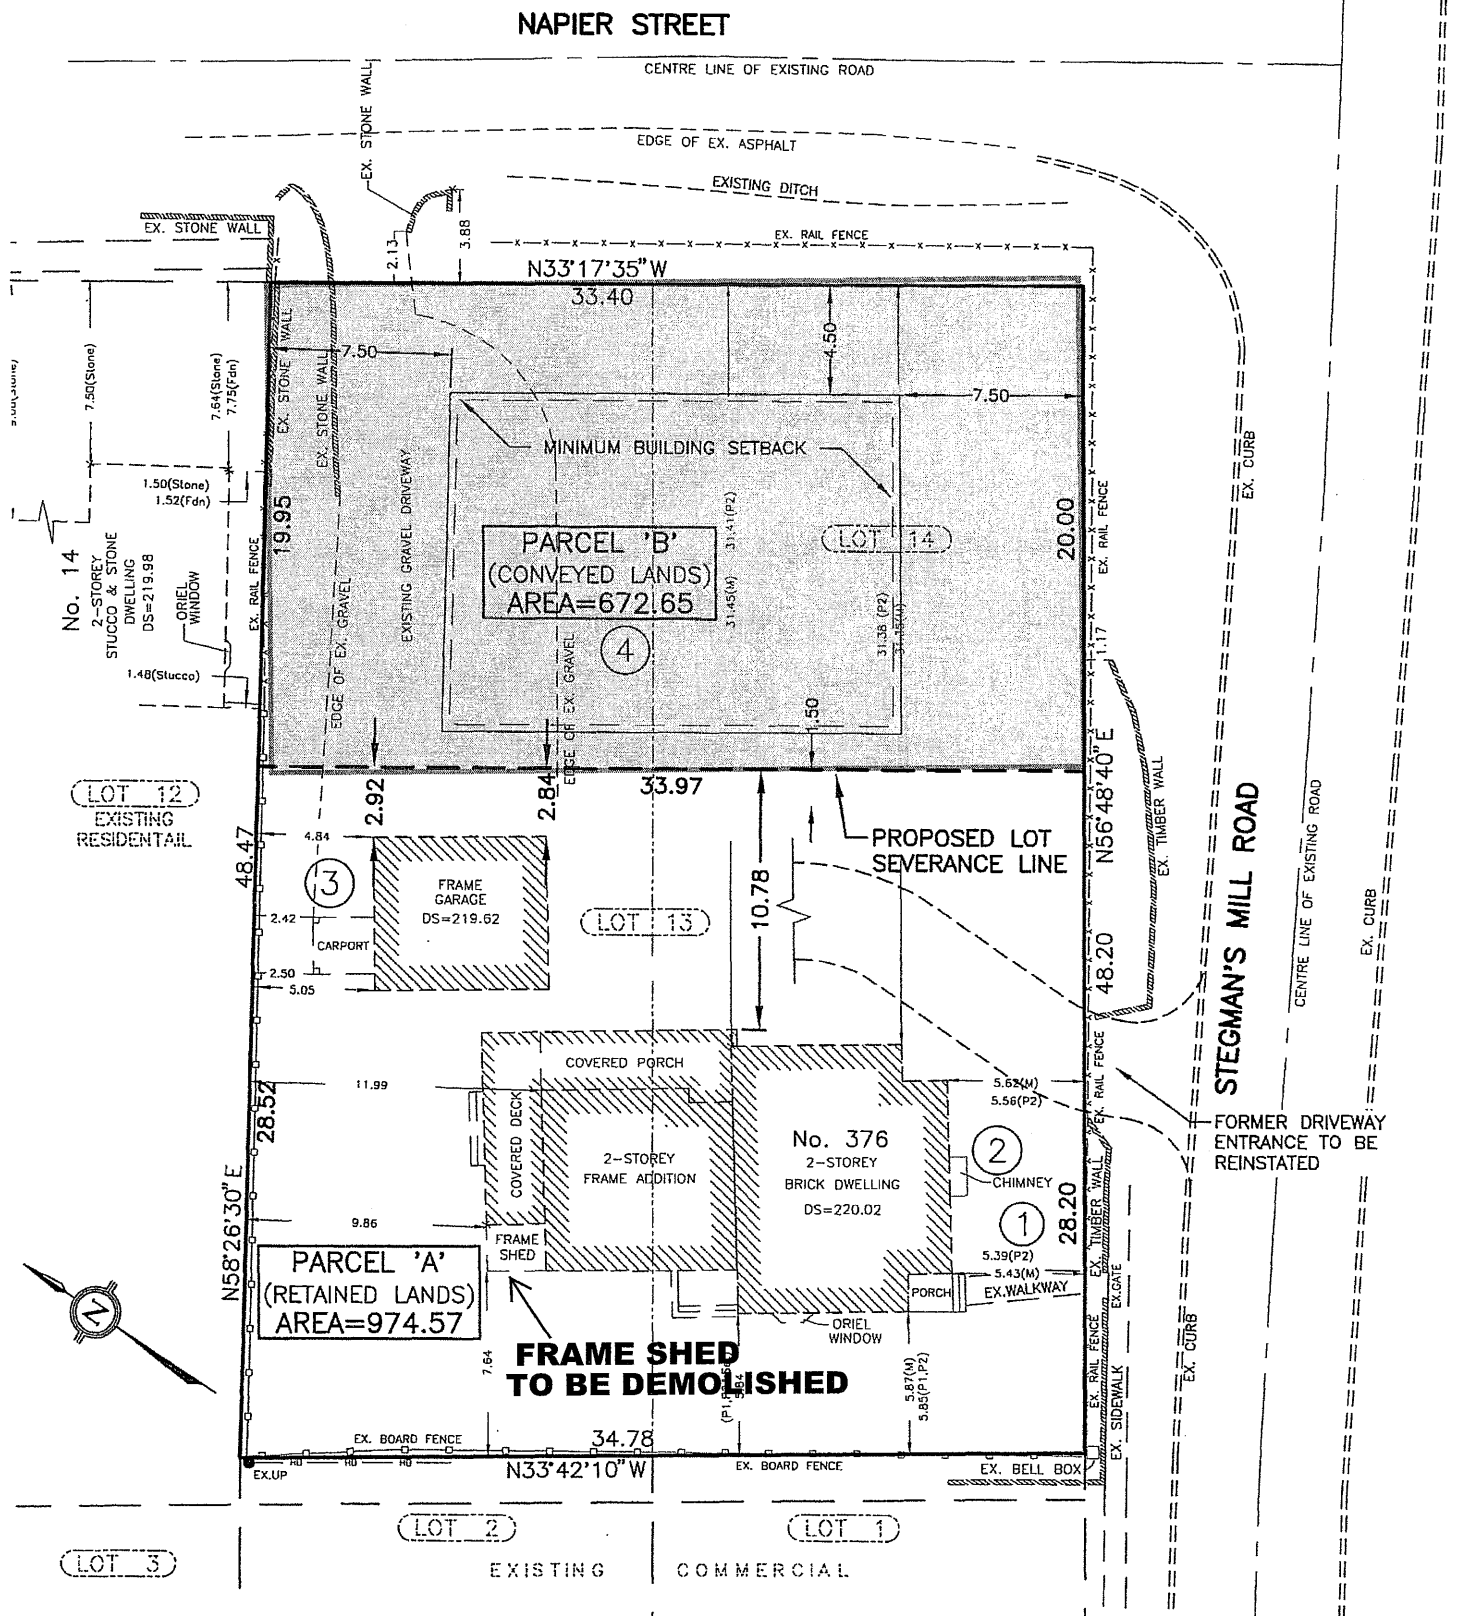 NAPIER STREET
CENTRE LINE OF EXISTING ROAD
EX. STONE WALL
EDGE OF EX. ASPHALT
EXISTING DITCH
EX. STONE WALL
EX. RAIL FENCE
2.13
3.88
N33°17'35"W
33.40
7.50(Stone)
7.64(Stone)
7.75(Fdn)
EX. STONE WALL
EX. STONE WALL
7.50
4.50
7.50
MINIMUM BUILDING SETBACK
EX. CURB
1.50(Stone)
1.52(Fdn)
19.95
EXISTING GRAVEL DRIVEWAY
31.41(P2)
31.45(M)
LOT 14
20.00
EX. RAIL FENCE
PARCEL 'B'
(CONVEYED LANDS)
AREA=672.65
4
No. 14
2-STOREY
STUCCO & STONE
DWELLING
DS=219.98
ORIEL
WINDOW
EX. RAIL FENCE
EDGE OF EX. GRAVEL
EDGE OF EX. GRAVEL
31.38 (P2)
1.17
1.48(Stucco)
1.50
N56°48'40"E
EX. TIMBER WALL
2.92
2.84
33.97
LOT 12
EXISTING
RESIDENTAIL
48.47
4.84
PROPOSED LOT
SEVERANCE LINE
3
FRAME
GARAGE
DS=219.62
10.78
LOT 13
2.42
CARPORT
2.50
5.05
48.20
STEGMAN'S MILL ROAD
CENTRE LINE OF EXISTING ROAD
EX. CURB
COVERED PORCH
11.99
28.52
COVERED DECK
5.62(M)
5.56(P2)
EX. RAIL FENCE
FORMER DRIVEWAY
ENTRANCE TO BE
REINSTATED
No. 376
2-STOREY
BRICK DWELLING
DS=220.02
2-STOREY
FRAME ADDITION
2
CHIMNEY
1
28.20
EX. TIMBER WALL
N58°26'30"E
9.86
FRAME
SHED
5.39(P2)
5.43(M)
PORCH
EX.WALKWAY
EX.GATE
PARCEL 'A'
(RETAINED LANDS)
AREA=974.57
N
ORIEL
WINDOW
FRAME SHED
TO BE DEMOLISHED
7.64
5.87(M)
5.85(P1,P2)
EX. RAIL FENCE
EX. SIDEWALK
EX. CURB
EX. BOARD FENCE
34.78
N33°42'10"W
EX. BOARD FENCE
EX. BELL BOX
EX.UP
LOT 2
LOT 1
LOT 3
EXISTING COMMERCIAL